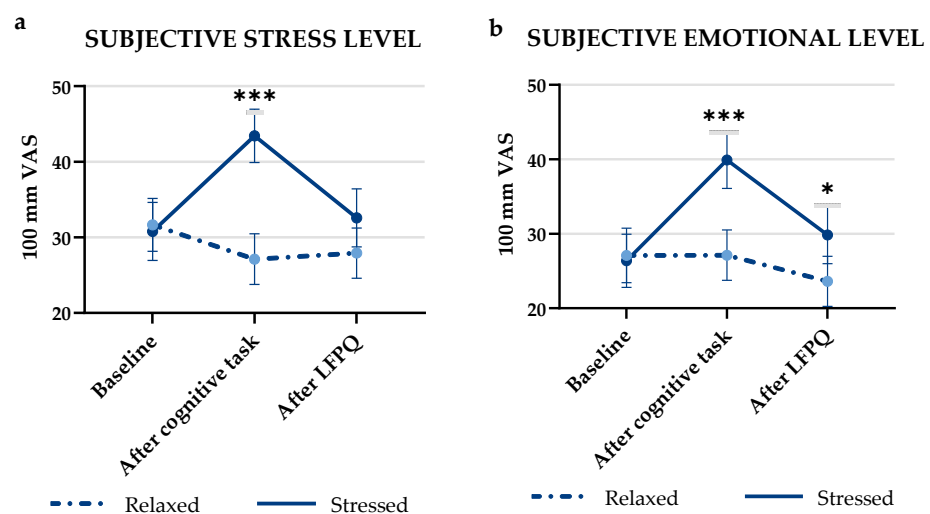 a
SUBJECTIVE STRESS LEVEL
100 mm VAS
50
40
30
20
***
Baseline
After cognitive task
After LFPQ
Relaxed
Stressed
b
SUBJECTIVE EMOTIONAL LEVEL
100 mm VAS
50
40
30
20
***
*
Baseline
After cognitive task
After LFPQ
Relaxed
Stressed